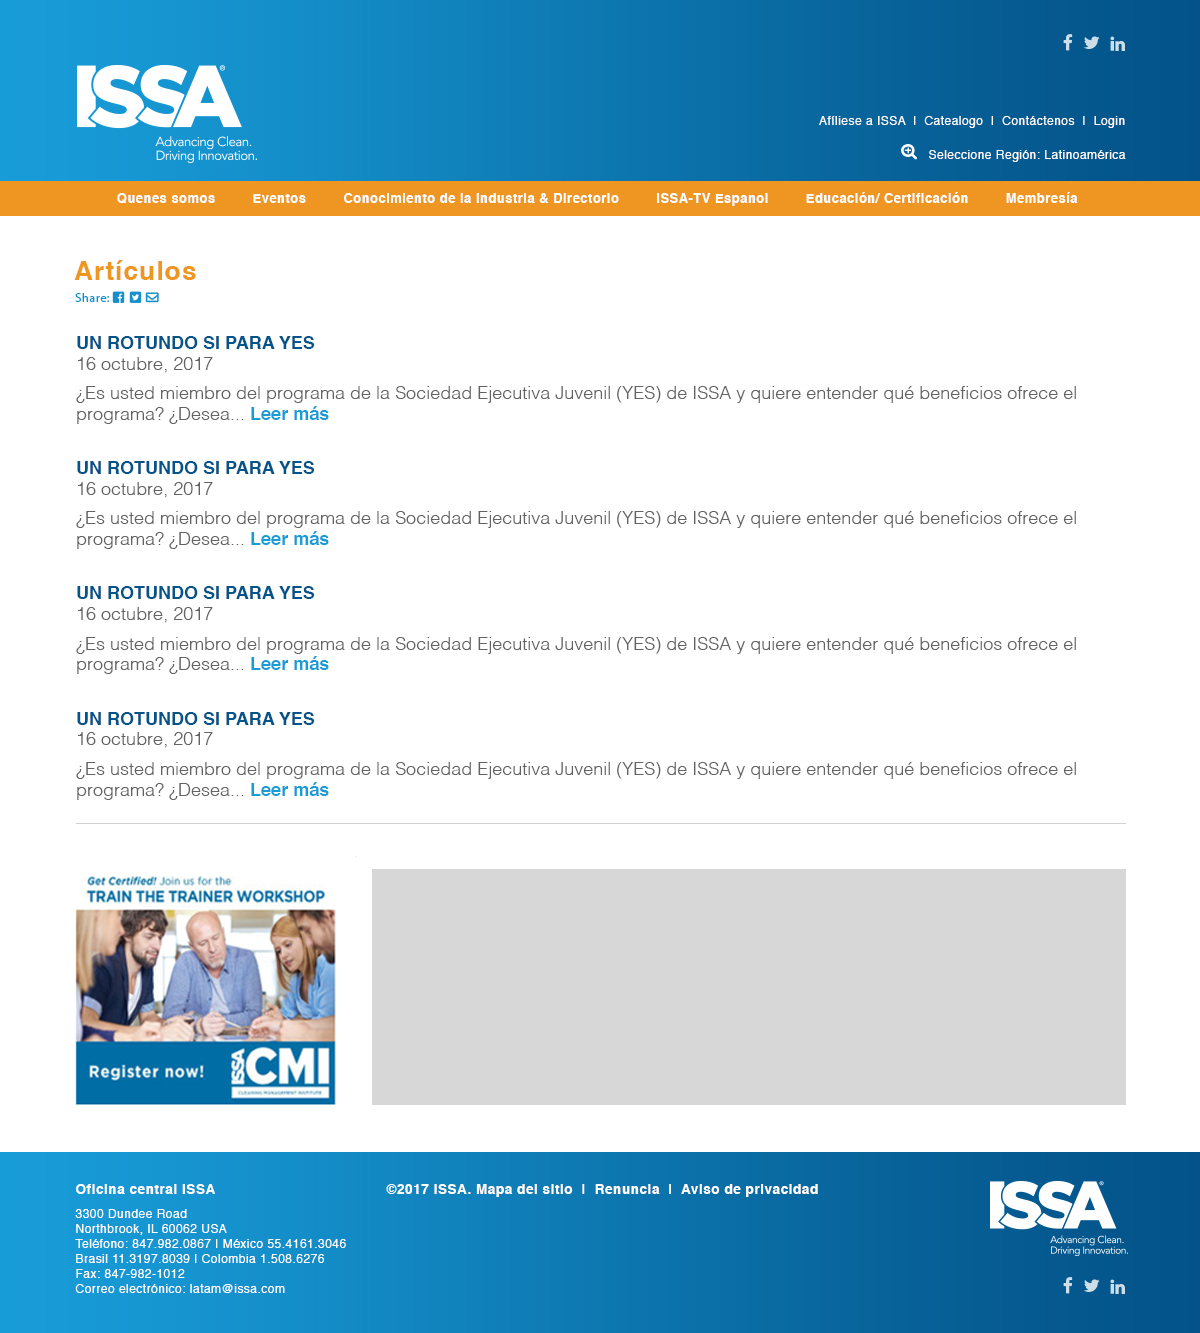 ISSA®
Advancing Clean.
Driving Innovation.
Afíliese a ISSA I Catealogo I Contáctenos I Login
Seleccione Región: Latinoamérica
Quenes somos Eventos Conocimiento de la industria & Directorio ISSA-TV Espanol Educación/ Certificación Membresía
Artículos
Share:
UN ROTUNDO SI PARA YES
16 octubre, 2017
¿Es usted miembro del programa de la Sociedad Ejecutiva Juvenil (YES) de ISSA y quiere entender qué beneficios ofrece el
programa? ¿Desea... Leer más
UN ROTUNDO SI PARA YES
16 octubre, 2017
¿Es usted miembro del programa de la Sociedad Ejecutiva Juvenil (YES) de ISSA y quiere entender qué beneficios ofrece el
programa? ¿Desea... Leer más
UN ROTUNDO SI PARA YES
16 octubre, 2017
¿Es usted miembro del programa de la Sociedad Ejecutiva Juvenil (YES) de ISSA y quiere entender qué beneficios ofrece el
programa? ¿Desea... Leer más
UN ROTUNDO SI PARA YES
16 octubre, 2017
¿Es usted miembro del programa de la Sociedad Ejecutiva Juvenil (YES) de ISSA y quiere entender qué beneficios ofrece el
programa? ¿Desea... Leer más
Get Certified! Join us for the
TRAIN THE TRAINER WORKSHOP
Register now!
ISSA CMI
CLEANING MANAGEMENT INSTITUTE
Oficina central ISSA
3300 Dundee Road
Northbrook, IL 60062 USA
Teléfono: 847.982.0867 I México 55.4161.3046
Brasil 11.3197.8039 I Colombia 1.508.6276
Fax: 847-982-1012
Correo electrónico: latam@issa.com
©2017 ISSA. Mapa del sitio I Renuncia I Aviso de privacidad
ISSA®
Advancing Clean.
Driving Innovation.